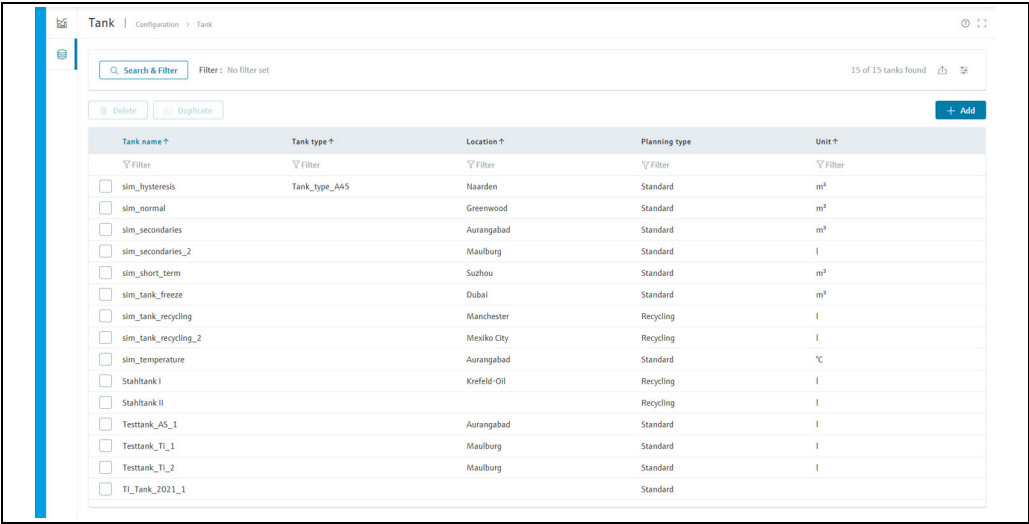 Tank | Configuration > Tank
Search & Filter Filter : No filter set 15 of 15 tanks found
Delete Duplicate + Add
Tank name ↑ Tank type ↑ Location ↑ Planning type Unit ↑
Filter Filter Filter Filter Filter
sim_hysteresis Tank_type_A45 Naarden Standard m³
sim_normal Greenwood Standard m³
sim_secondaries Aurangabad Standard m³
sim_secondaries_2 Maulburg Standard l
sim_short_term Suzhou Standard m³
sim_tank_freeze Dubai Standard m³
sim_tank_recycling Manchester Recycling l
sim_tank_recycling_2 Mexiko City Recycling l
sim_temperature Aurangabad Standard °C
Stahltank I Krefeld-Oil Recycling l
Stahltank II Recycling l
Testtank_AS_1 Aurangabad Standard l
Testtank_Ti_1 Maulburg Standard l
Testtank_Ti_2 Maulburg Standard l
TI_Tank_2021_1 Standard